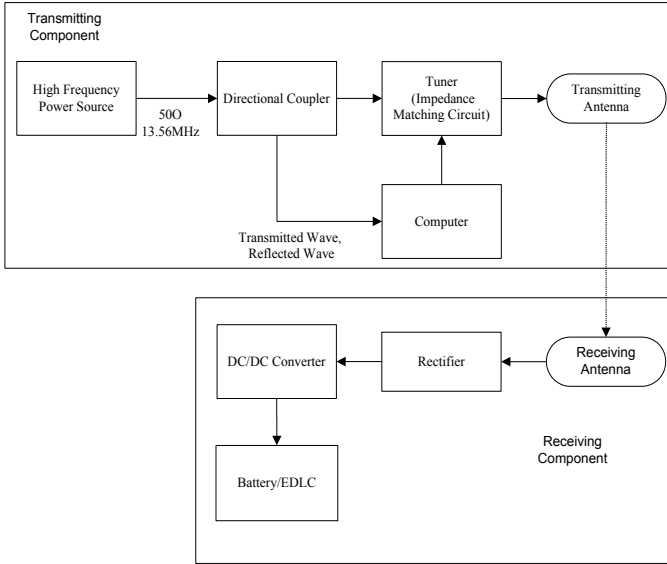 Transmitting
Component
High Frequency
Power Source
50O
13.56MHz
Directional Coupler
Tuner
(Impedance
Matching Circuit)
Transmitting
Antenna
Computer
Transmitted Wave,
Reflected Wave
DC/DC Converter
Rectifier
Receiving
Antenna
Battery/EDLC
Receiving
Component